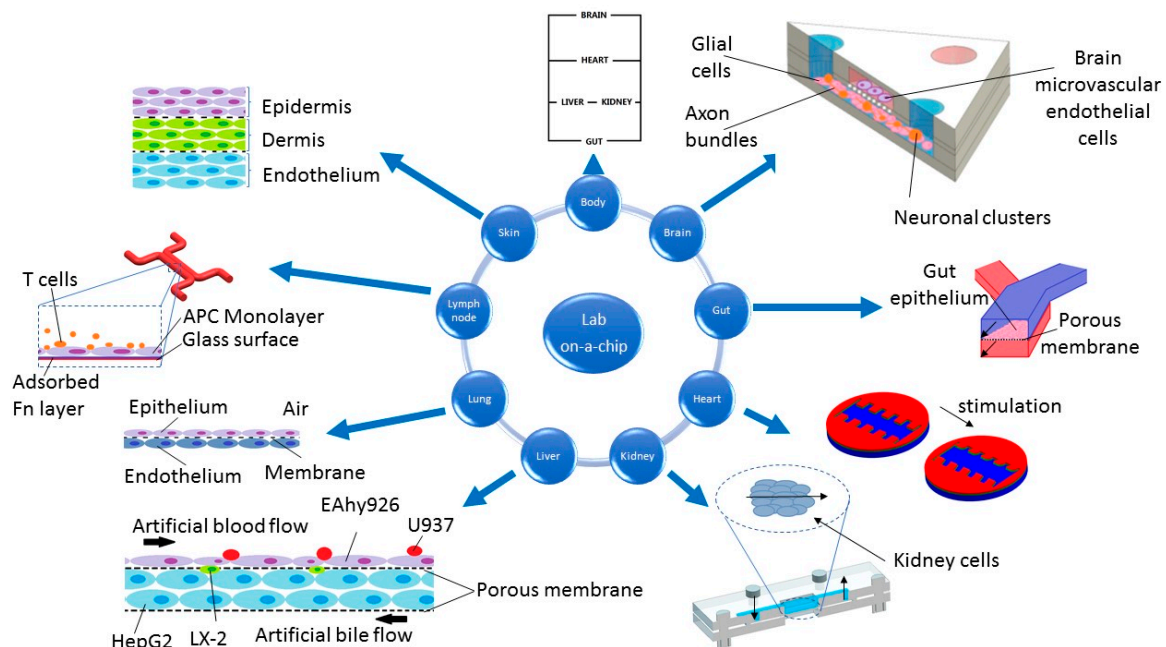 BRAIN
HEART
LIVER KIDNEY
GUT
Glial
cells
Axon
bundles
Brain
microvascular
endothelial
cells
Neuronal clusters
Epidermis
Dermis
Endothelium
Body
Skin
Brain
Lymph
node
Gut
Lab
on-a-chip
Lung
Heart
Liver
Kidney
T cells
APC Monolayer
Glass surface
Adsorbed
Fn layer
Gut
epithelium
Porous
membrane
Epithelium
Air
Endothelium
Membrane
stimulation
EAhy926
Artificial blood flow
U937
Porous membrane
HepG2
LX-2
Artificial bile flow
Kidney cells